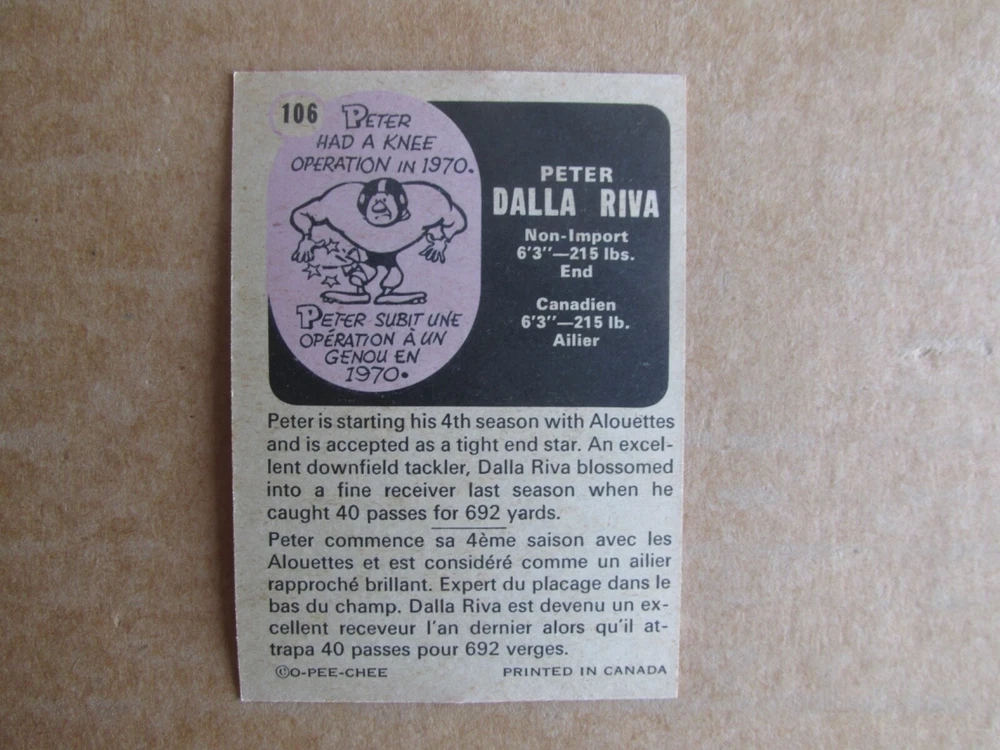 106
PETER
HAD A KNEE
OPERATION IN 1970.
PETER SUBIT UNE
OPÉRATION À UN
GENOU EN
1970.
PETER
DALLA RIVA
Non-Import
6'3"—215 lbs.
End
Canadien
6'3"—215 lb.
Ailier
Peter is starting his 4th season with Alouettes
and is accepted as a tight end star. An excel-
lent downfield tackler, Dalla Riva blossomed
into a fine receiver last season when he
caught 40 passes for 692 yards.
Peter commence sa 4ème saison avec les
Alouettes et est considéré comme un ailier
rapproché brillant. Expert du placage dans le
bas du champ. Dalla Riva est devenu un ex-
cellent receveur l'an dernier alors qu'il at-
trapa 40 passes pour 692 verges.
©O-PEE-CHEE PRINTED IN CANADA